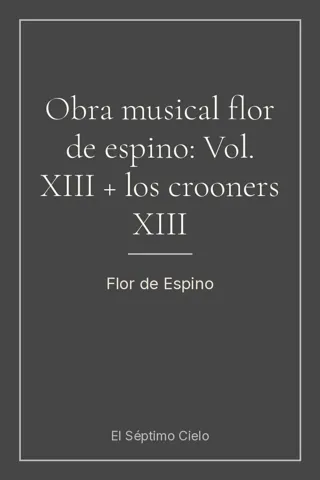 Obra musical flor
de espino: Vol.
XIII + los crooners
XIII
Flor de Espino
El Séptimo Cielo